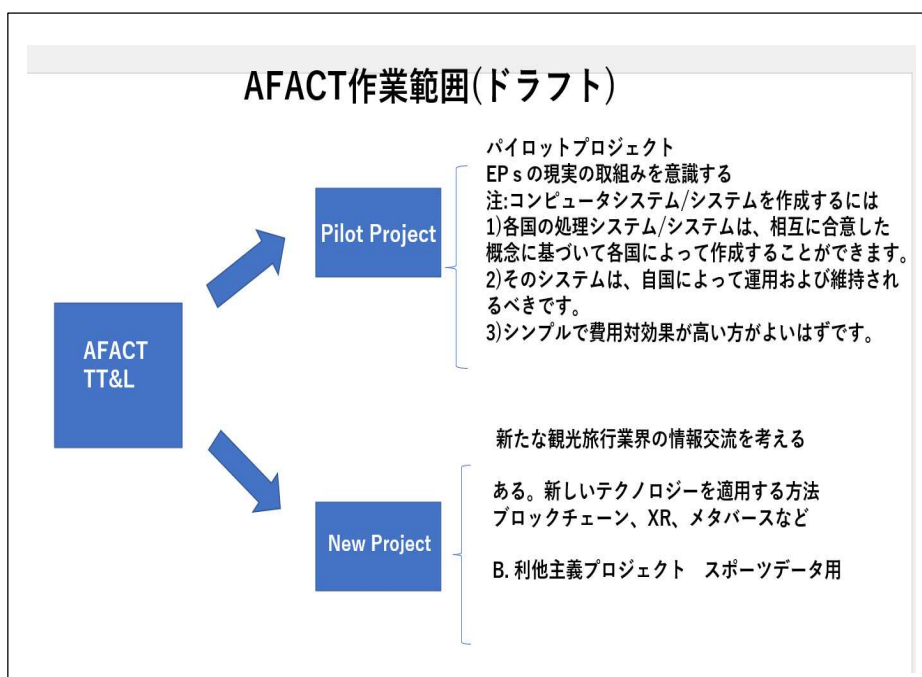 AFACT作業範囲(ドラフト)
AFACT
TT&L
Pilot Project
パイロットプロジェクト
EPｓの現実の取組みを意識する
注:コンピュータシステム/システムを作成するには
1)各国の処理システム/システムは、相互に合意した
概念に基づいて各国によって作成することができます。
2)そのシステムは、自国によって運用および維持され
るべきです。
3)シンプルで費用対効果が高い方がよいはずです。
New Project
新たな観光旅行業界の情報交流を考える
ある。新しいテクノロジーを適用する方法
ブロックチェーン、XR、メタバースなど
B. 利他主義プロジェクト　スポーツデータ用